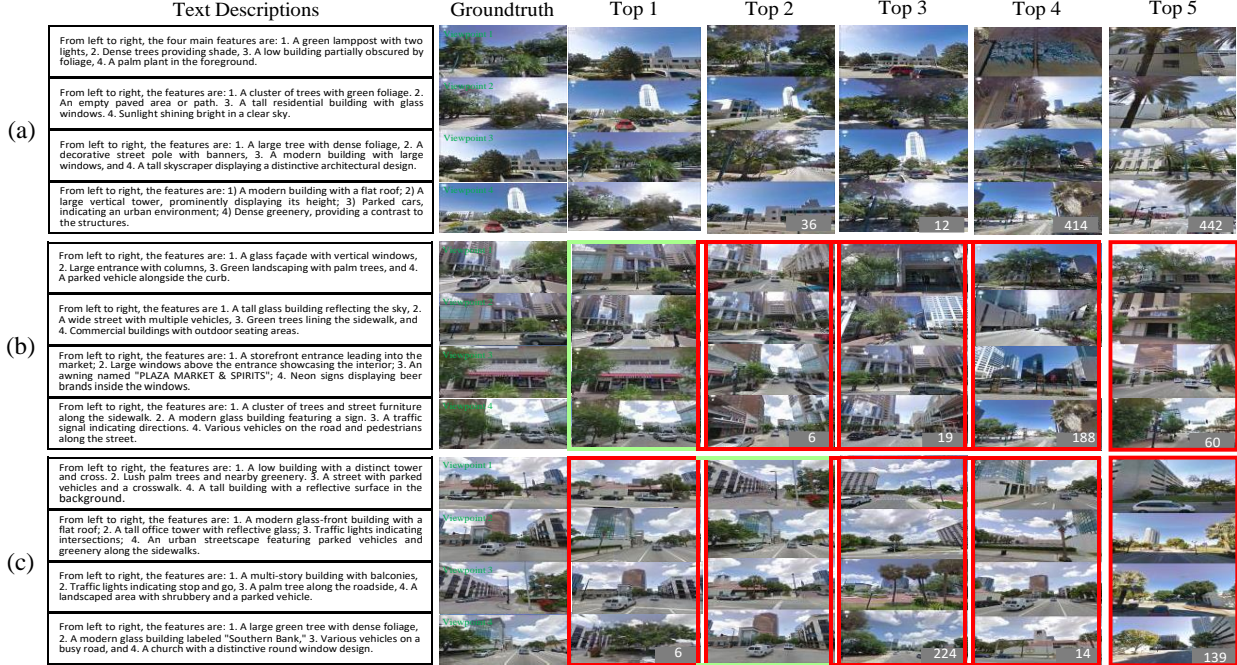 Text Descriptions Groundtruth Top 1 Top 2 Top 3 Top 4 Top 5
(a)
From left to right, the four main features are: 1. A green lamppost with two
lights, 2. Dense trees providing shade, 3. A low building partially obscured by
foliage, 4. A palm plant in the foreground.
From left to right, the features are: 1. A cluster of trees with green foliage. 2.
An empty paved area or path. 3. A tall residential building with glass
windows. 4. Sunlight shining bright in a clear sky.
Viewpoint 2
From left to right, the features are: 1. A large tree with dense foliage, 2. A
decorative street pole with banners, 3. A modern building with large
windows, and 4. A tall skyscraper displaying a distinctive architectural design.
Viewpoint 3
From left to right, the features are: 1) A modern building with a flat roof; 2) A
large vertical tower, prominently displaying its height; 3) Parked cars,
indicating an urban environment; 4) Dense greenery, providing a contrast to
the structures.
36 12 414 442
(b)
From left to right, the features are: 1. A glass façade with vertical windows,
2. Large entrance with columns, 3. Green landscaping with palm trees, and 4.
A parked vehicle alongside the curb.
From left to right, the features are 1. A tall glass building reflecting the sky, 2.
A wide street with multiple vehicles, 3. Green trees lining the sidewalk, and
4. Commercial buildings with outdoor seating areas.
From left to right, the features are: 1. A storefront entrance leading into the
market; 2. Large windows above the entrance showcasing the interior; 3. An
awning named "PLAZA MARKET & SPIRITS"; 4. Neon signs displaying beer
brands inside the windows.
From left to right, the features are: 1. A cluster of trees and street furniture
along the sidewalk. 2. A modern glass building featuring a sign. 3. A traffic
signal indicating directions. 4. Various vehicles on the road and pedestrians
along the street.
6 19 188 60
(c)
From left to right, the features are: 1. A low building with a distinct tower
and cross. 2. Lush palm trees and nearby greenery. 3. A street with parked
vehicles and a crosswalk. 4. A tall building with a reflective surface in the
background.
Viewpoint 1
From left to right, the features are: 1. A modern glass-front building with a
flat roof; 2. A tall office tower with reflective glass; 3. Traffic lights indicating
intersections; 4. An urban streetscape featuring parked vehicles and
greenery along the sidewalks.
From left to right, the features are: 1. A multi-story building with balconies,
2. Traffic lights indicating stop and go, 3. A palm tree along the roadside, 4. A
landscaped area with shrubbery and a parked vehicle.
From left to right, the features are: 1. A large green tree with dense foliage,
2. A modern glass building labeled "Southern Bank," 3. Various vehicles on a
busy road, and 4. A church with a distinctive round window design.
6 224 14 139